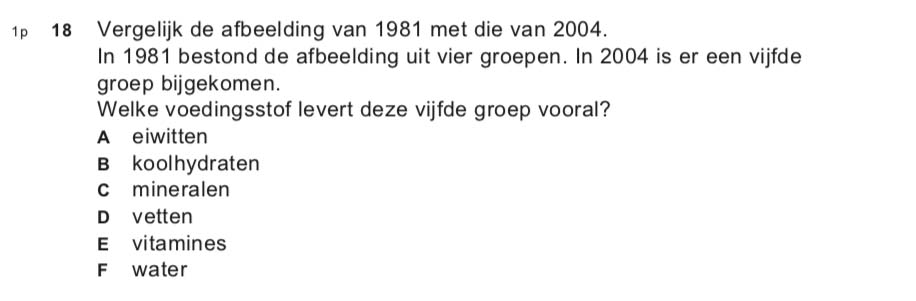 1p 18 Vergelijk de afbeelding van 1981 met die van 2004.
In 1981 bestond de afbeelding uit vier groepen. In 2004 is er een vijfde
groep bijgekomen.
Welke voedingsstof levert deze vijfde groep vooral?
A eiwitten
B koolhydraten
C mineralen
D vetten
E vitamines
F water